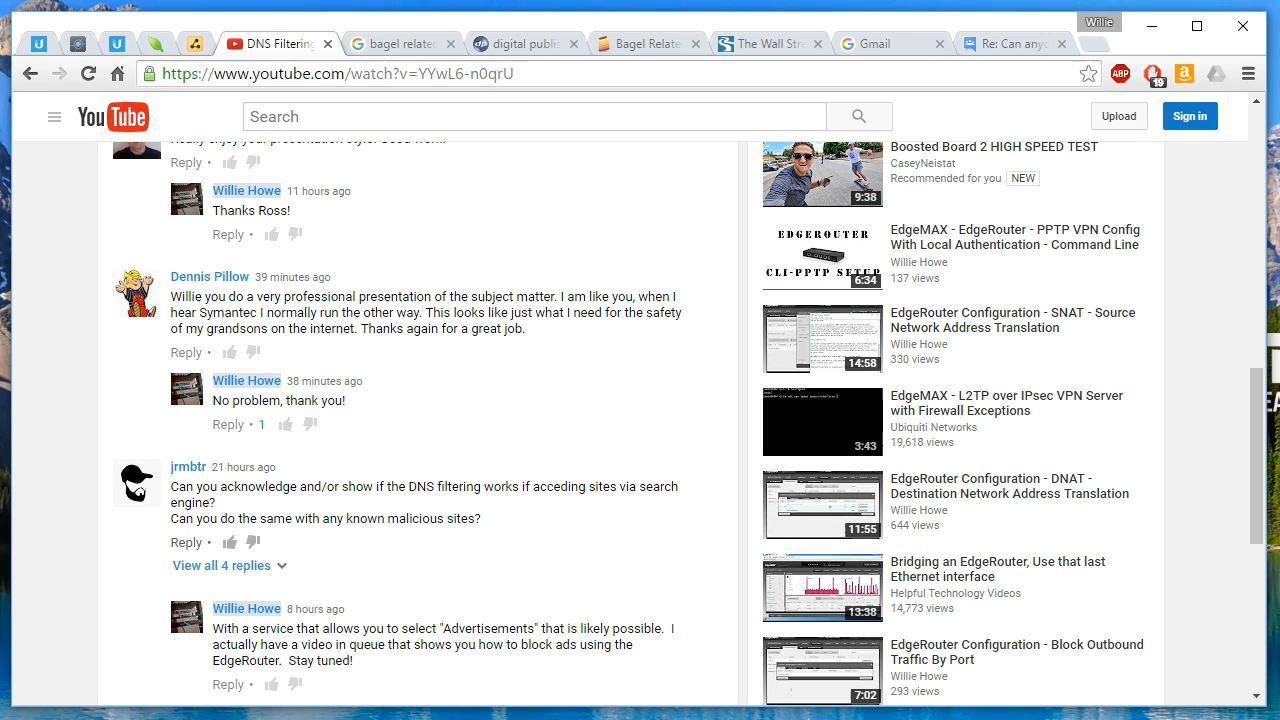 Willie
DNS Filtering
bagel related
digital publi
Bagel Relate
The Wall Stre
Gmail
Re: Can anyo
https://www.youtube.com/watch?v=YYwL6-n0qrU
ABP
19
YouTube
Search
Upload
Sign in
Reply •
Willie Howe 11 hours ago
Thanks Ross!
Reply •
Dennis Pillow 39 minutes ago
Willie you do a very professional presentation of the subject matter. I am like you, when I
hear Symantec I normally run the other way. This looks like just what I need for the safety
of my grandsons on the internet. Thanks again for a great job.
Reply •
Willie Howe 38 minutes ago
No problem, thank you!
Reply • 1
jrmbtr 21 hours ago
Can you acknowledge and/or show if the DNS filtering work on ad sites via search
engine?
Can you do the same with any known malicious sites?
Reply •
View all 4 replies
Willie Howe 8 hours ago
With a service that allows you to select "Advertisements" that is likely possible. I
actually have a video in queue that shows you how to block ads using the
EdgeRouter. Stay tuned!
Reply •
Boosted Board 2 HIGH SPEED TEST
CaseyNeistat
Recommended for you NEW
9:38
EDGEROUTER
CLI-PPTP SETUP
6:34
EdgeMAX - EdgeRouter - PPTP VPN Config
With Local Authentication - Command Line
Willie Howe
137 views
14:58
EdgeRouter Configuration - SNAT - Source
Network Address Translation
Willie Howe
330 views
3:43
EdgeMAX - L2TP over IPsec VPN Server
with Firewall Exceptions
Ubiquiti Networks
19,618 views
11:55
EdgeRouter Configuration - DNAT -
Destination Network Address Translation
Willie Howe
644 views
13:38
Bridging an EdgeRouter, Use that last
Ethernet interface
Helpful Technology Videos
14,773 views
7:02
EdgeRouter Configuration - Block Outbound
Traffic By Port
Willie Howe
293 views